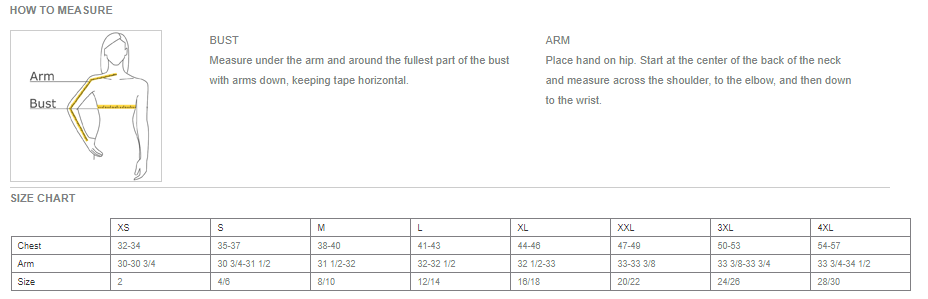 HOW TO MEASURE
Arm
Bust
BUST
Measure under the arm and around the fullest part of the bust
with arms down, keeping tape horizontal.
ARM
Place hand on hip. Start at the center of the back of the neck
and measure across the shoulder, to the elbow, and then down
to the wrist.
SIZE CHART
XS S M L XL XXL 3XL 4XL
Chest 32-34 35-37 38-40 41-43 44-46 47-49 50-53 54-57
Arm 30-30 3/4 30 3/4-31 1/2 31 1/2-32 32-32 1/2 32 1/2-33 33-33 3/8 33 3/8-33 3/4 33 3/4-34 1/2
Size 2 4/6 8/10 12/14 16/18 20/22 24/26 28/30